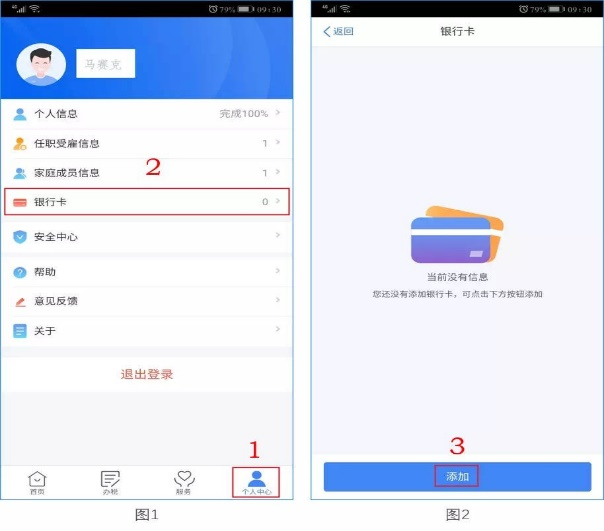 79% 09:30
马赛克
个人信息 完成100% >
任职受雇信息 1 >
家庭成员信息 1 >
2
银行卡 0 >
安全中心 >
帮助 >
意见反馈 >
关于 >
退出登录
1
首页 办税 服务 个人中心
图1
79% 09:30
返回 银行卡
当前没有信息
您还没有添加银行卡，可点击下方按钮添加
3
添加
图2